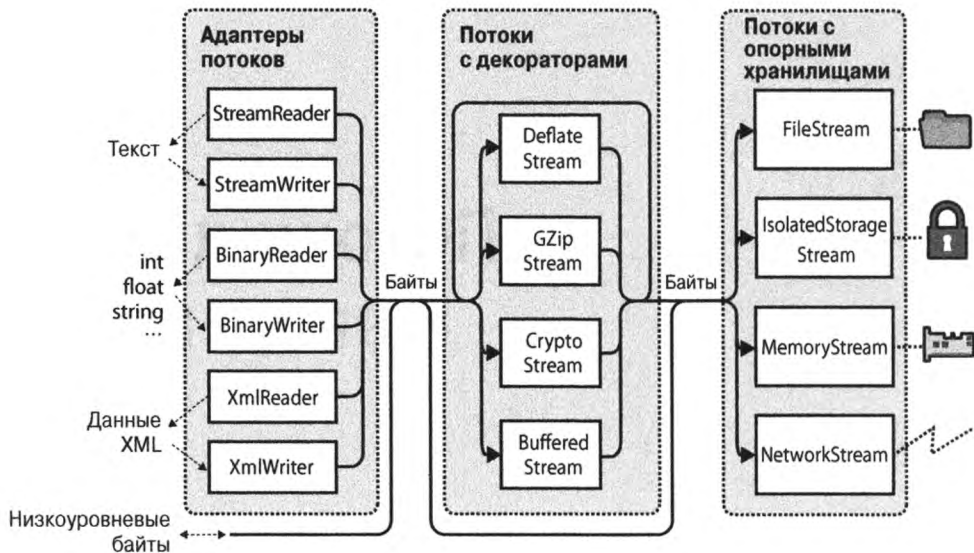 Адаптеры
потоков
StreamReader
StreamWriter
BinaryReader
BinaryWriter
XmlReader
XmlWriter
Текст
int
float
string
...
Данные
XML
Низкоуровневые
байты
Байты
Потоки
с декораторами
Deflate
Stream
GZip
Stream
Crypto
Stream
Buffered
Stream
Байты
Потоки с
опорными
хранилищами
FileStream
IsolatedStorage
Stream
MemoryStream
NetworkStream